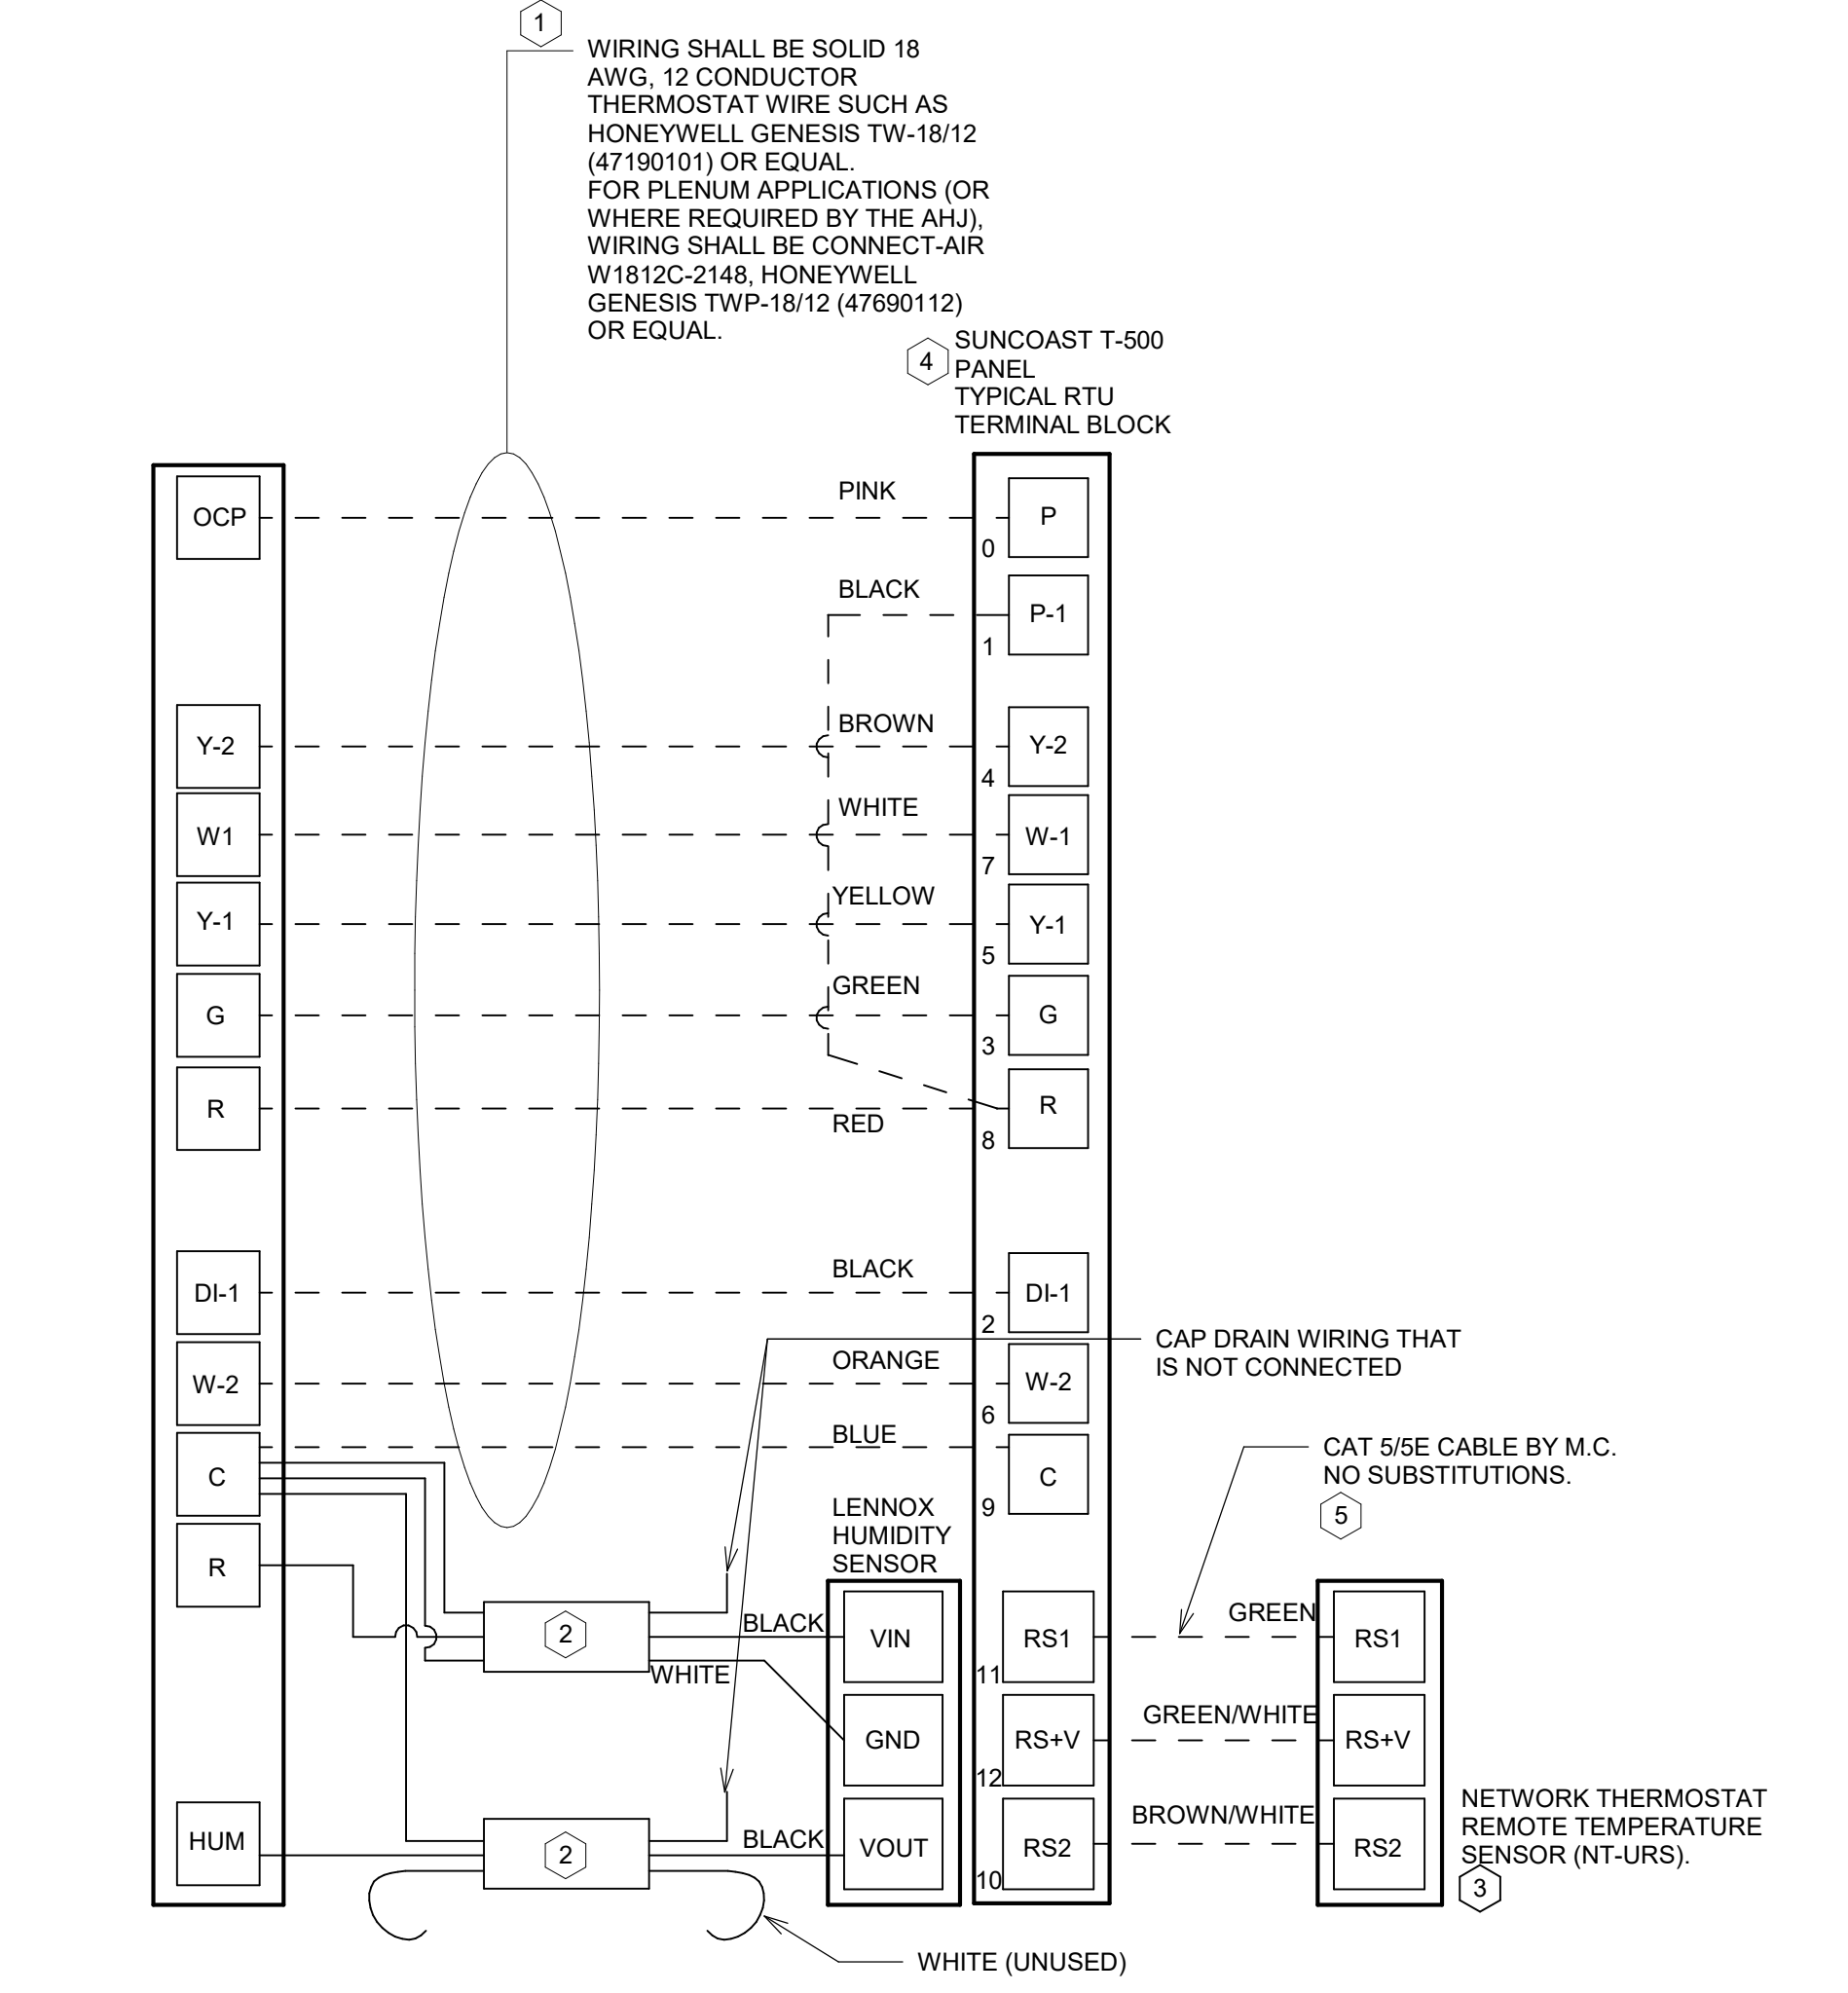 1
WIRING SHALL BE SOLID 18
AWG, 12 CONDUCTOR
THERMOSTAT WIRE SUCH AS
HONEYWELL GENESIS TW-18/12
(47190101) OR EQUAL.
FOR PLENUM APPLICATIONS (OR
WHERE REQUIRED BY THE AHJ),
WIRING SHALL BE CONNECT-AIR
W1812C-2148, HONEYWELL
GENESIS TWP-18/12 (47690112)
OR EQUAL.
4
SUNCOAST T-500
PANEL
TYPICAL RTU
TERMINAL BLOCK
OCP
PINK
P
0
BLACK
P-1
1
Y-2
BROWN
Y-2
4
W1
WHITE
W-1
7
Y-1
YELLOW
Y-1
5
G
GREEN
G
3
R
RED
R
8
DI-1
BLACK
DI-1
2
CAP DRAIN WIRING THAT
IS NOT CONNECTED
W-2
ORANGE
W-2
6
C
BLUE
C
9
CAT 5/5E CABLE BY M.C.
NO SUBSTITUTIONS.
5
LENNOX
HUMIDITY
SENSOR
R
2
BLACK
WHITE
VIN
RS1
11
GREEN
RS1
GND
RS+V
12
GREEN/WHITE
RS+V
HUM
2
BLACK
VOUT
RS2
10
BROWN/WHITE
RS2
NETWORK THERMOSTAT
REMOTE TEMPERATURE
SENSOR (NT-URS).
3
WHITE (UNUSED)